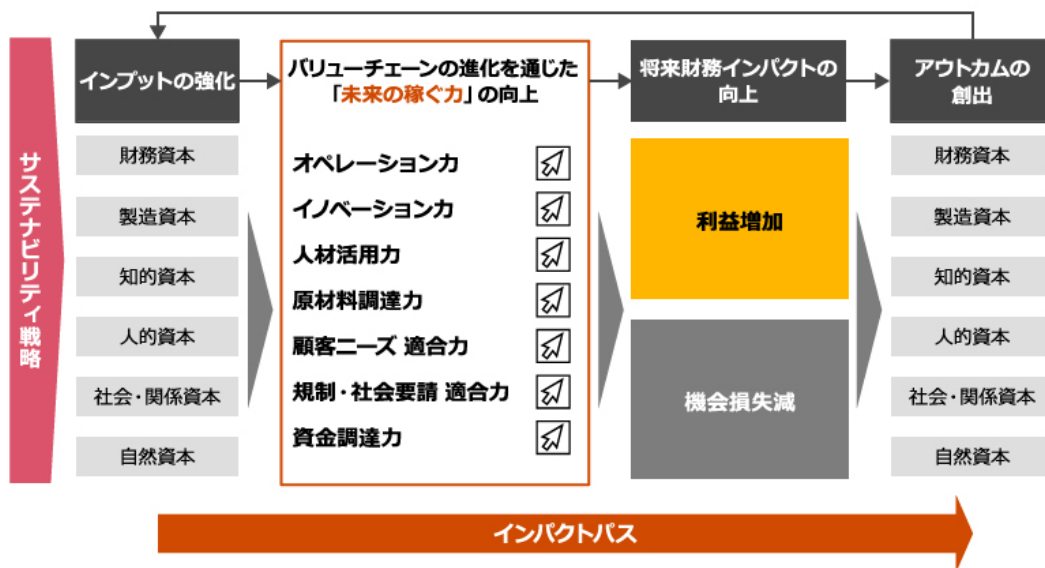 サステナビリティ戦略
インプットの強化
財務資本
製造資本
知的資本
人的資本
社会・関係資本
自然資本
バリューチェーンの進化を通じた
「未来の稼ぐ力」の向上
オペレーション力
イノベーション力
人材活用力
原材料調達力
顧客ニーズ 適合力
規制・社会要請 適合力
資金調達力
将来財務インパクトの
向上
利益増加
機会損失減
アウトカムの
創出
財務資本
製造資本
知的資本
人的資本
社会・関係資本
自然資本
インパクトパス